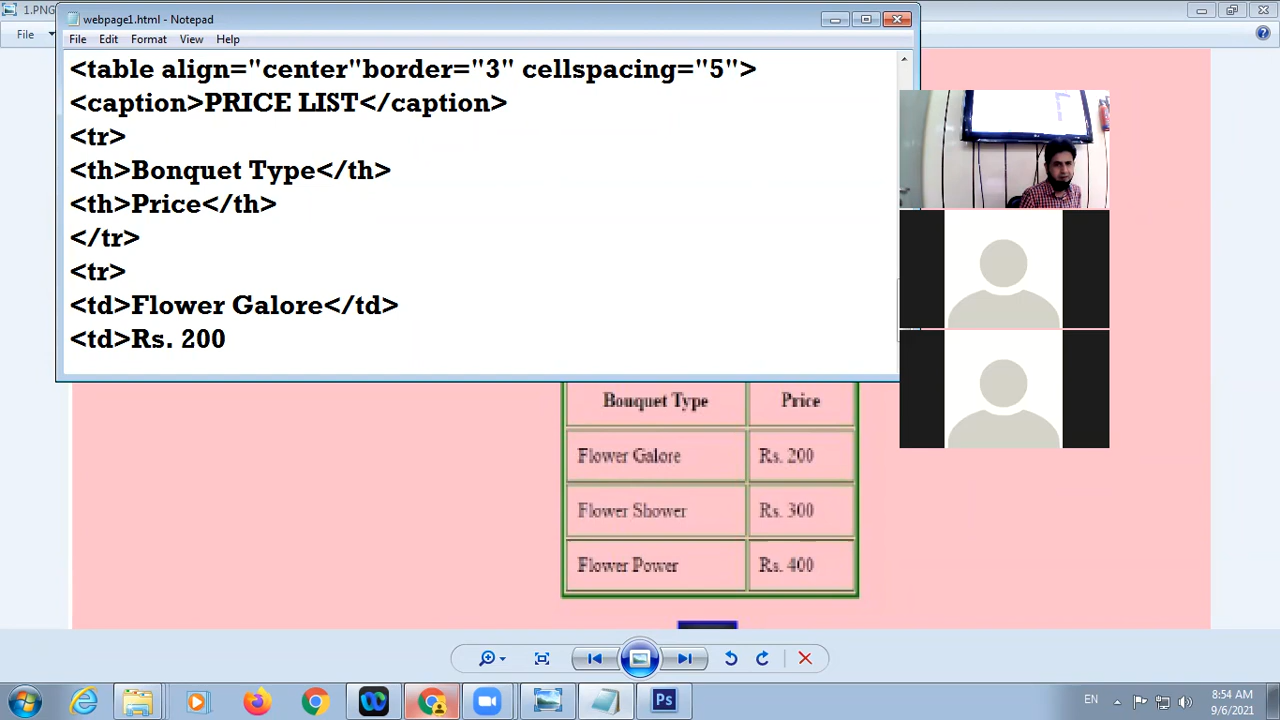 1.PNG
webpage1.html - Notepad
File
File Edit Format View Help
<table align="center"border="3" cellspacing="5">
<caption>PRICE LIST</caption>
<tr>
<th>Bonquet Type</th>
<th>Price</th>
</tr>
<tr>
<td>Flower Galore</td>
<td>Rs. 200
Bouquet Type Price
Flower Galore Rs. 200
Flower Shower Rs. 300
Flower Power Rs. 400
Ps
EN
8:54 AM
9/6/2021